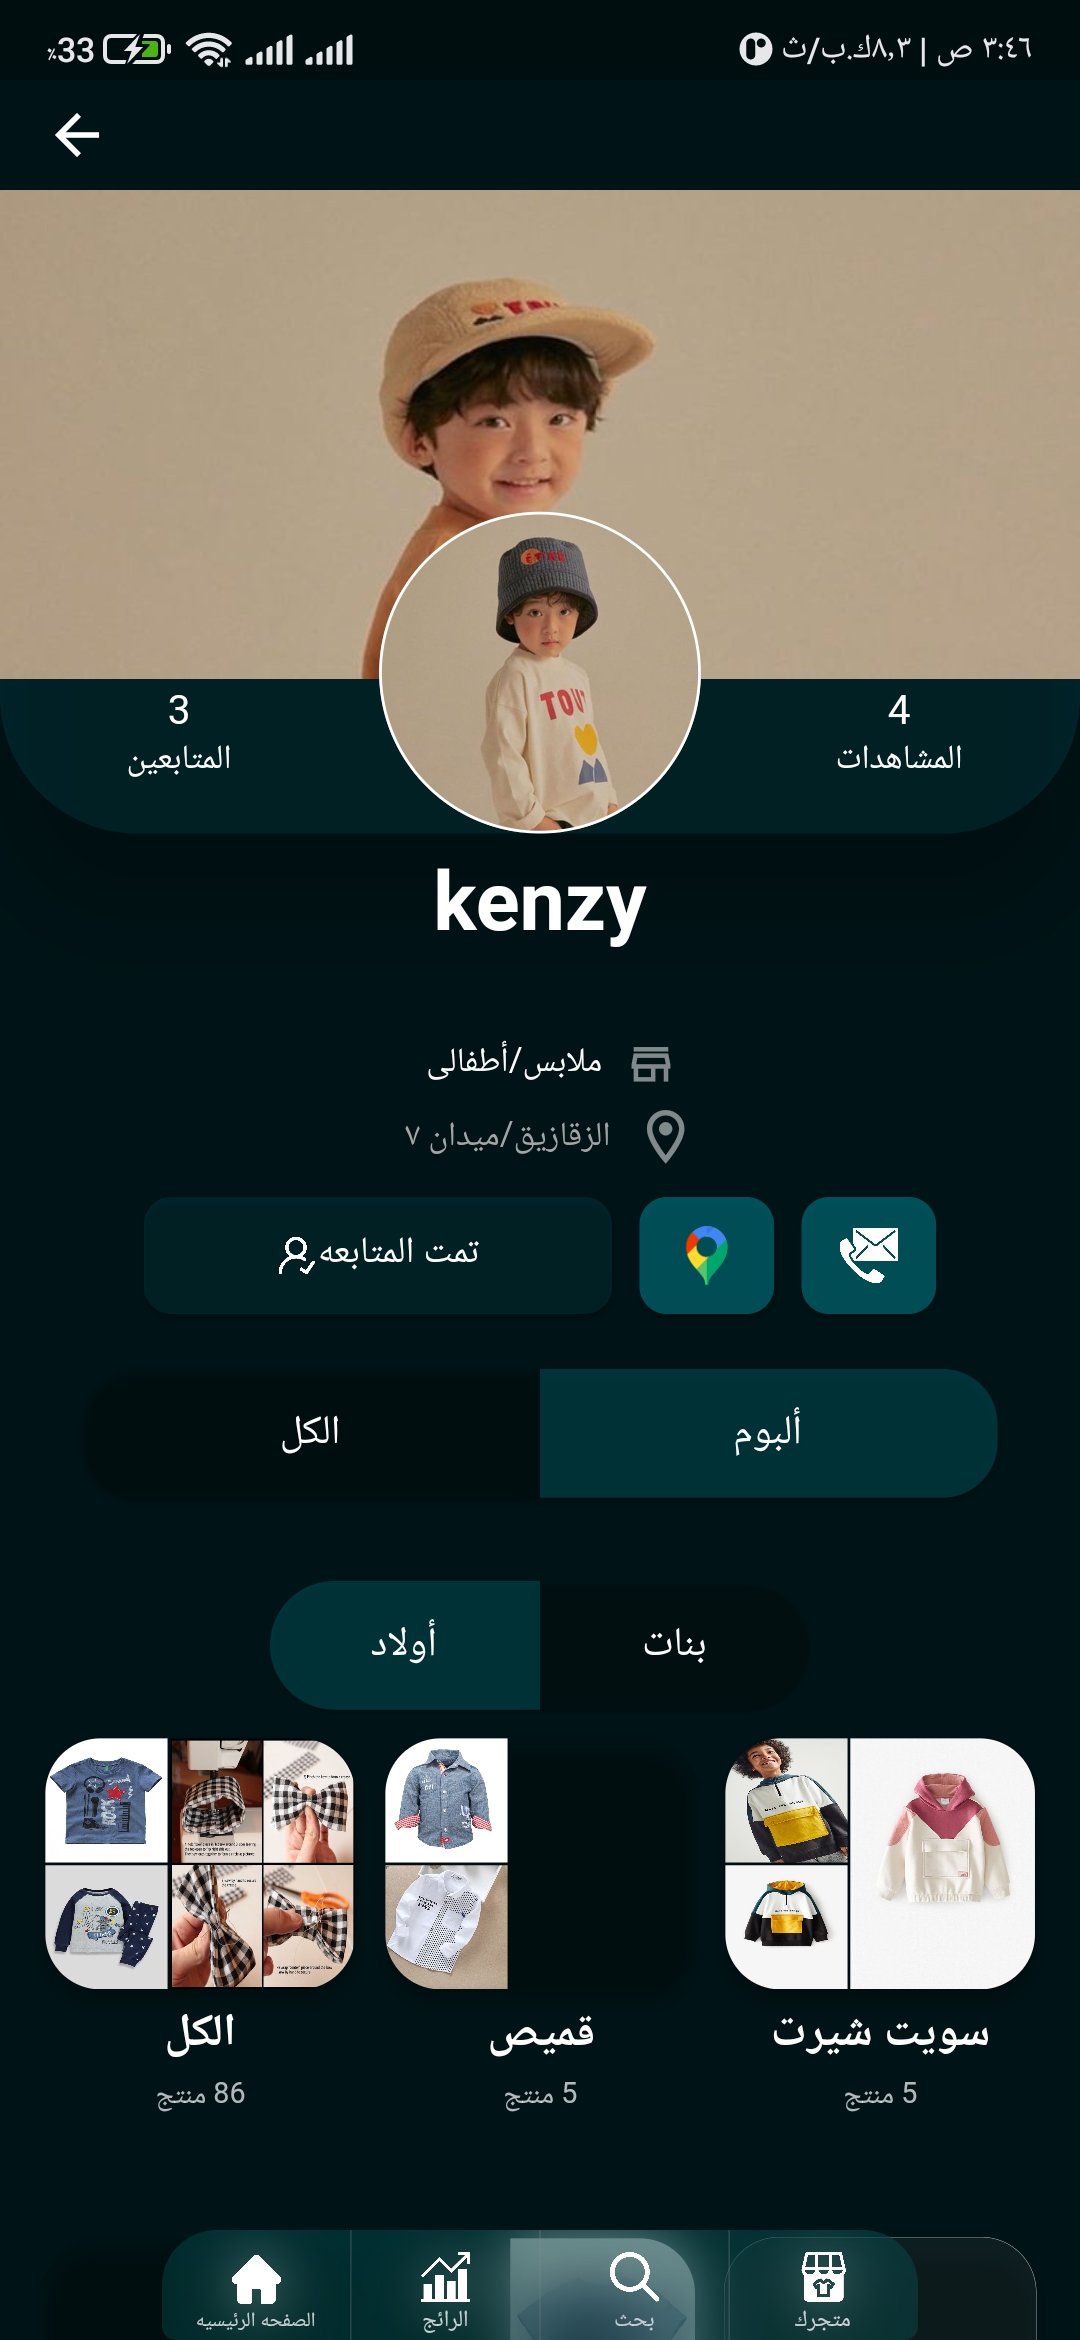 ٪33
٣:٤٦ ص | ٨,٣ك.ب/ث
TOUT
4
المشاهدات
3
المتابعين
kenzy
ملابس/أطفالى
الزقازيق/ميدان ٧
تمت المتابعه
ألبوم
الكل
بنات
أولاد
سويت شيرت
5 منتج
قميص
5 منتج
الكل
86 منتج
متجرك
بحث
الرائج
الصفحه الرئيسيه